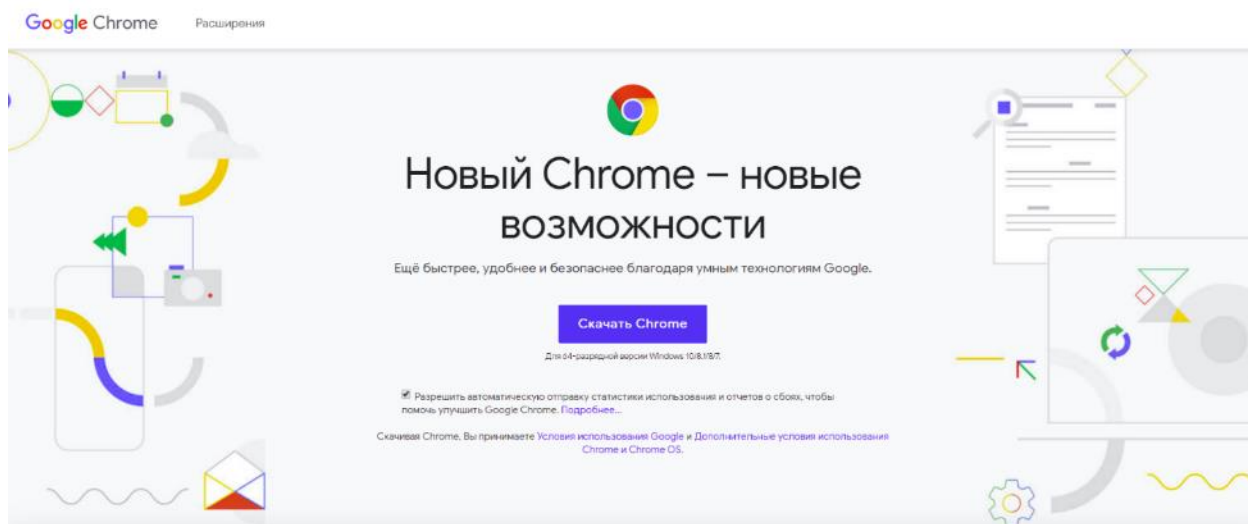 Google Chrome Расширения
Новый Chrome – новые
возможности
Ещё быстрее, удобнее и безопаснее благодаря умным технологиям Google.
Скачать Chrome
Для 64-разрядной версии Windows 10/8.1/8/7.
Разрешить автоматическую отправку статистики использования и отчетов о сбоях, чтобы
помочь улучшить Google Chrome. Подробнее...
Скачивая Chrome, Вы принимаете Условия использования Google и Дополнительные условия использования
Chrome и Chrome OS.